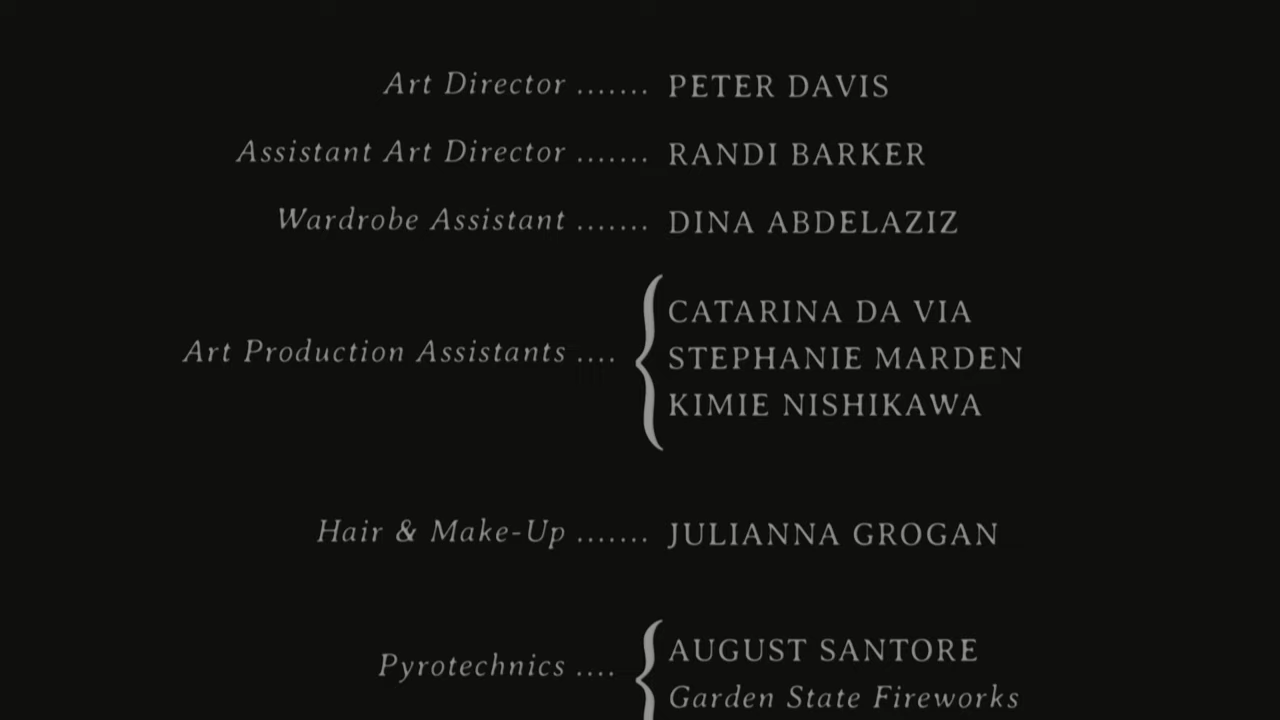 Art Director ....... PETER DAVIS
Assistant Art Director ....... RANDI BARKER
Wardrobe Assistant ....... DINA ABDELAZIZ
CATARINA DA VIA
Art Production Assistants .... STEPHANIE MARDEN
KIMIE NISHIKAWA
Hair & Make-Up ....... JULIANNA GROGAN
Pyrotechnics .... AUGUST SANTORE
Garden State Fireworks